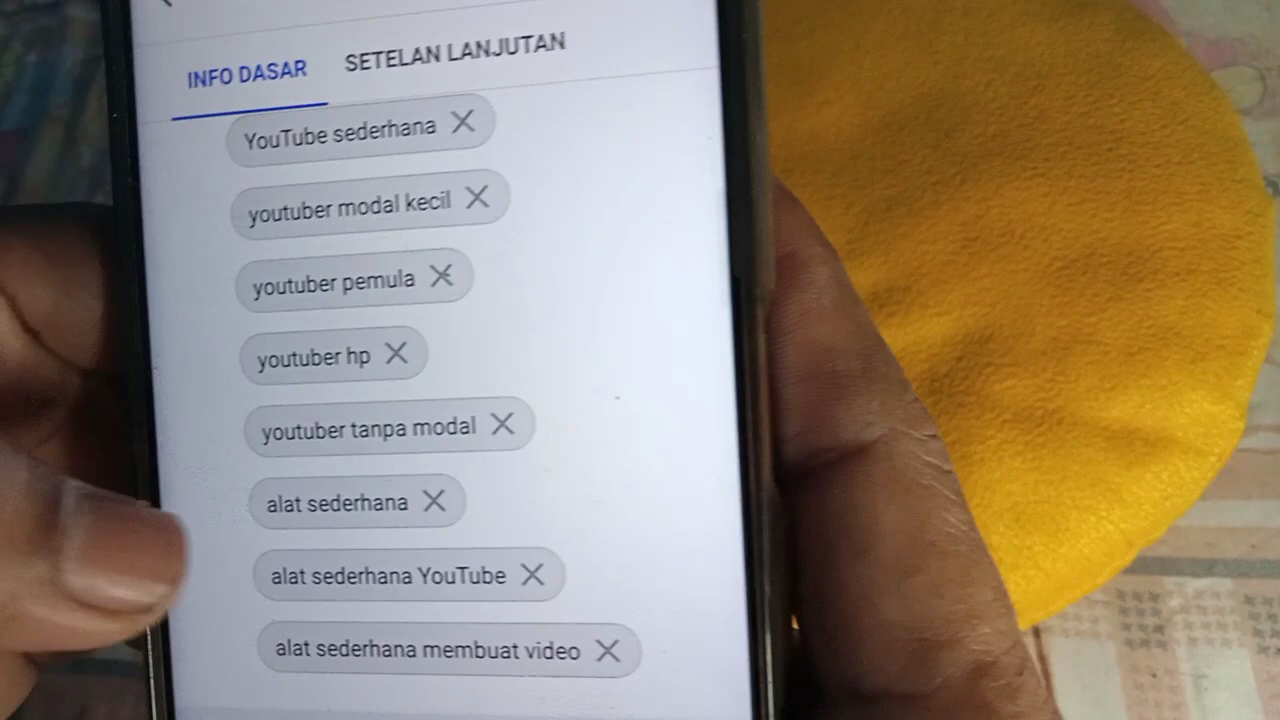 INFO DASAR SETELAN LANJUTAN
YouTube sederhana
youtuber modal kecil
youtuber pemula
youtuber hp
youtuber tanpa modal
alat sederhana
alat sederhana YouTube
alat sederhana membuat video